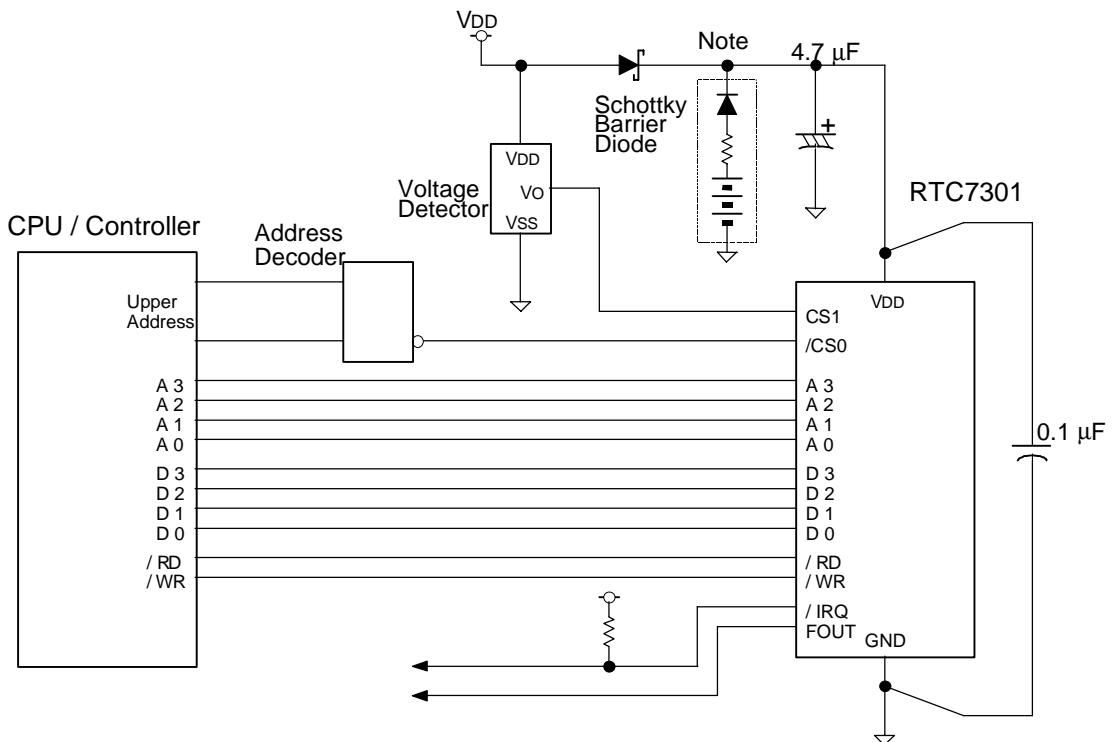 VDD
Note
4.7 µF
Schottky
Barrier
Diode
VDD
VO
VSS
Voltage
Detector
RTC7301
CPU / Controller
Address
Decoder
Upper
Address
VDD
CS1
/CS0
A 3
A 2
A 1
A 0
D 3
D 2
D 1
D 0
/ RD
/ WR
A 3
A 2
A 1
A 0
D 3
D 2
D 1
D 0
/ RD
/ WR
/ IRQ
FOUT
GND
0.1 µF
+